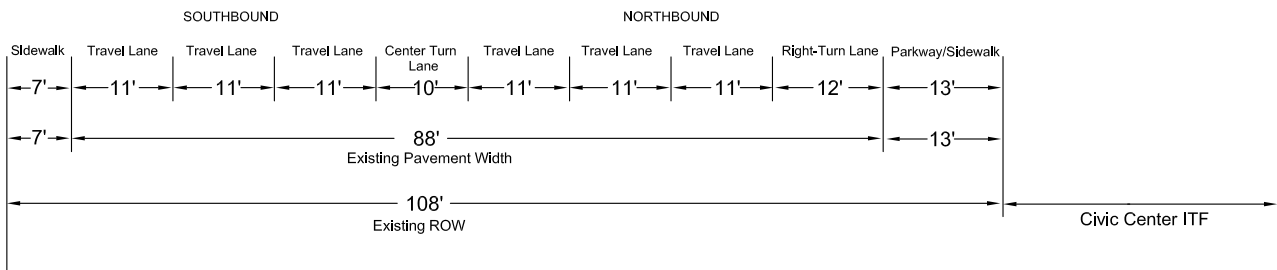 SOUTHBOUND NORTHBOUND
SIdewalk Travel Lane Travel Lane Travel Lane Center Turn Lane Travel Lane Travel Lane Travel Lane Right-Turn Lane Parkway/Sidewalk
7' 11' 11' 11' 10' 11' 11' 11' 12' 13'
7' 88' 13'
Existing Pavement Width
108'
Existing ROW
Civic Center ITF